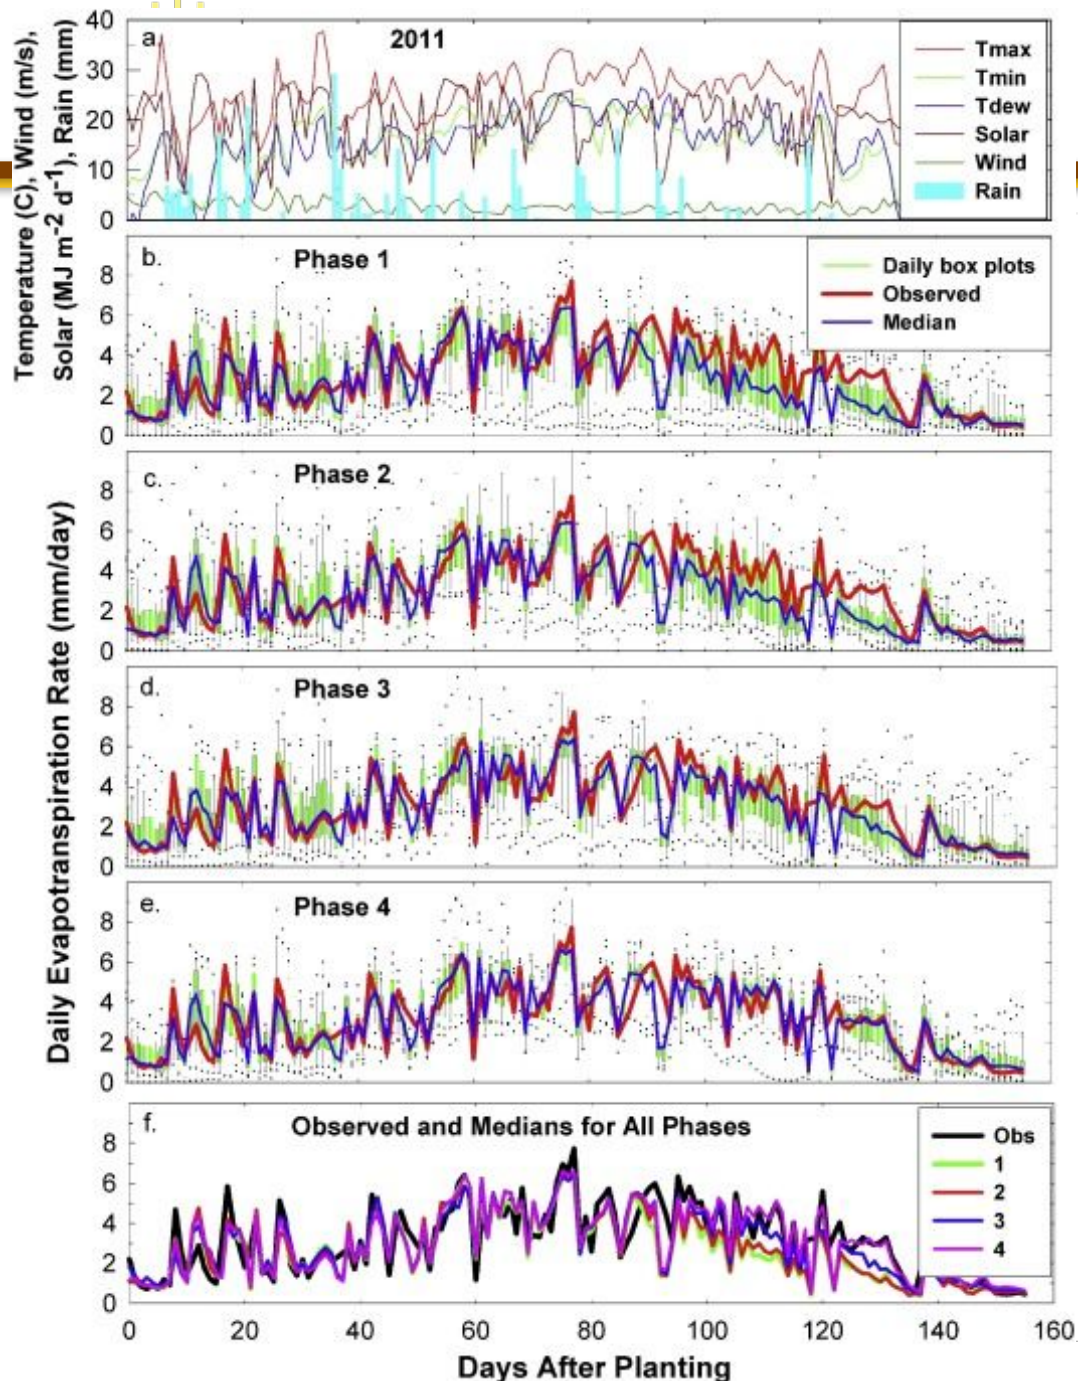 Temperature (C), Wind (m/s),
Solar (MJ m⁻² d⁻¹), Rain (mm)
40
30
20
10
0
a.
2011
Tmax
Tmin
Tdew
Solar
Wind
Rain
8
6
4
2
0
b.
Phase 1
Daily box plots
Observed
Median
Daily Evapotranspiration Rate (mm/day)
8
6
4
2
0
c.
Phase 2
8
6
4
2
0
d.
Phase 3
8
6
4
2
0
e.
Phase 4
8
6
4
2
0
f.
Observed and Medians for All Phases
Obs
1
2
3
4
0 20 40 60 80 100 120 140 160
Days After Planting